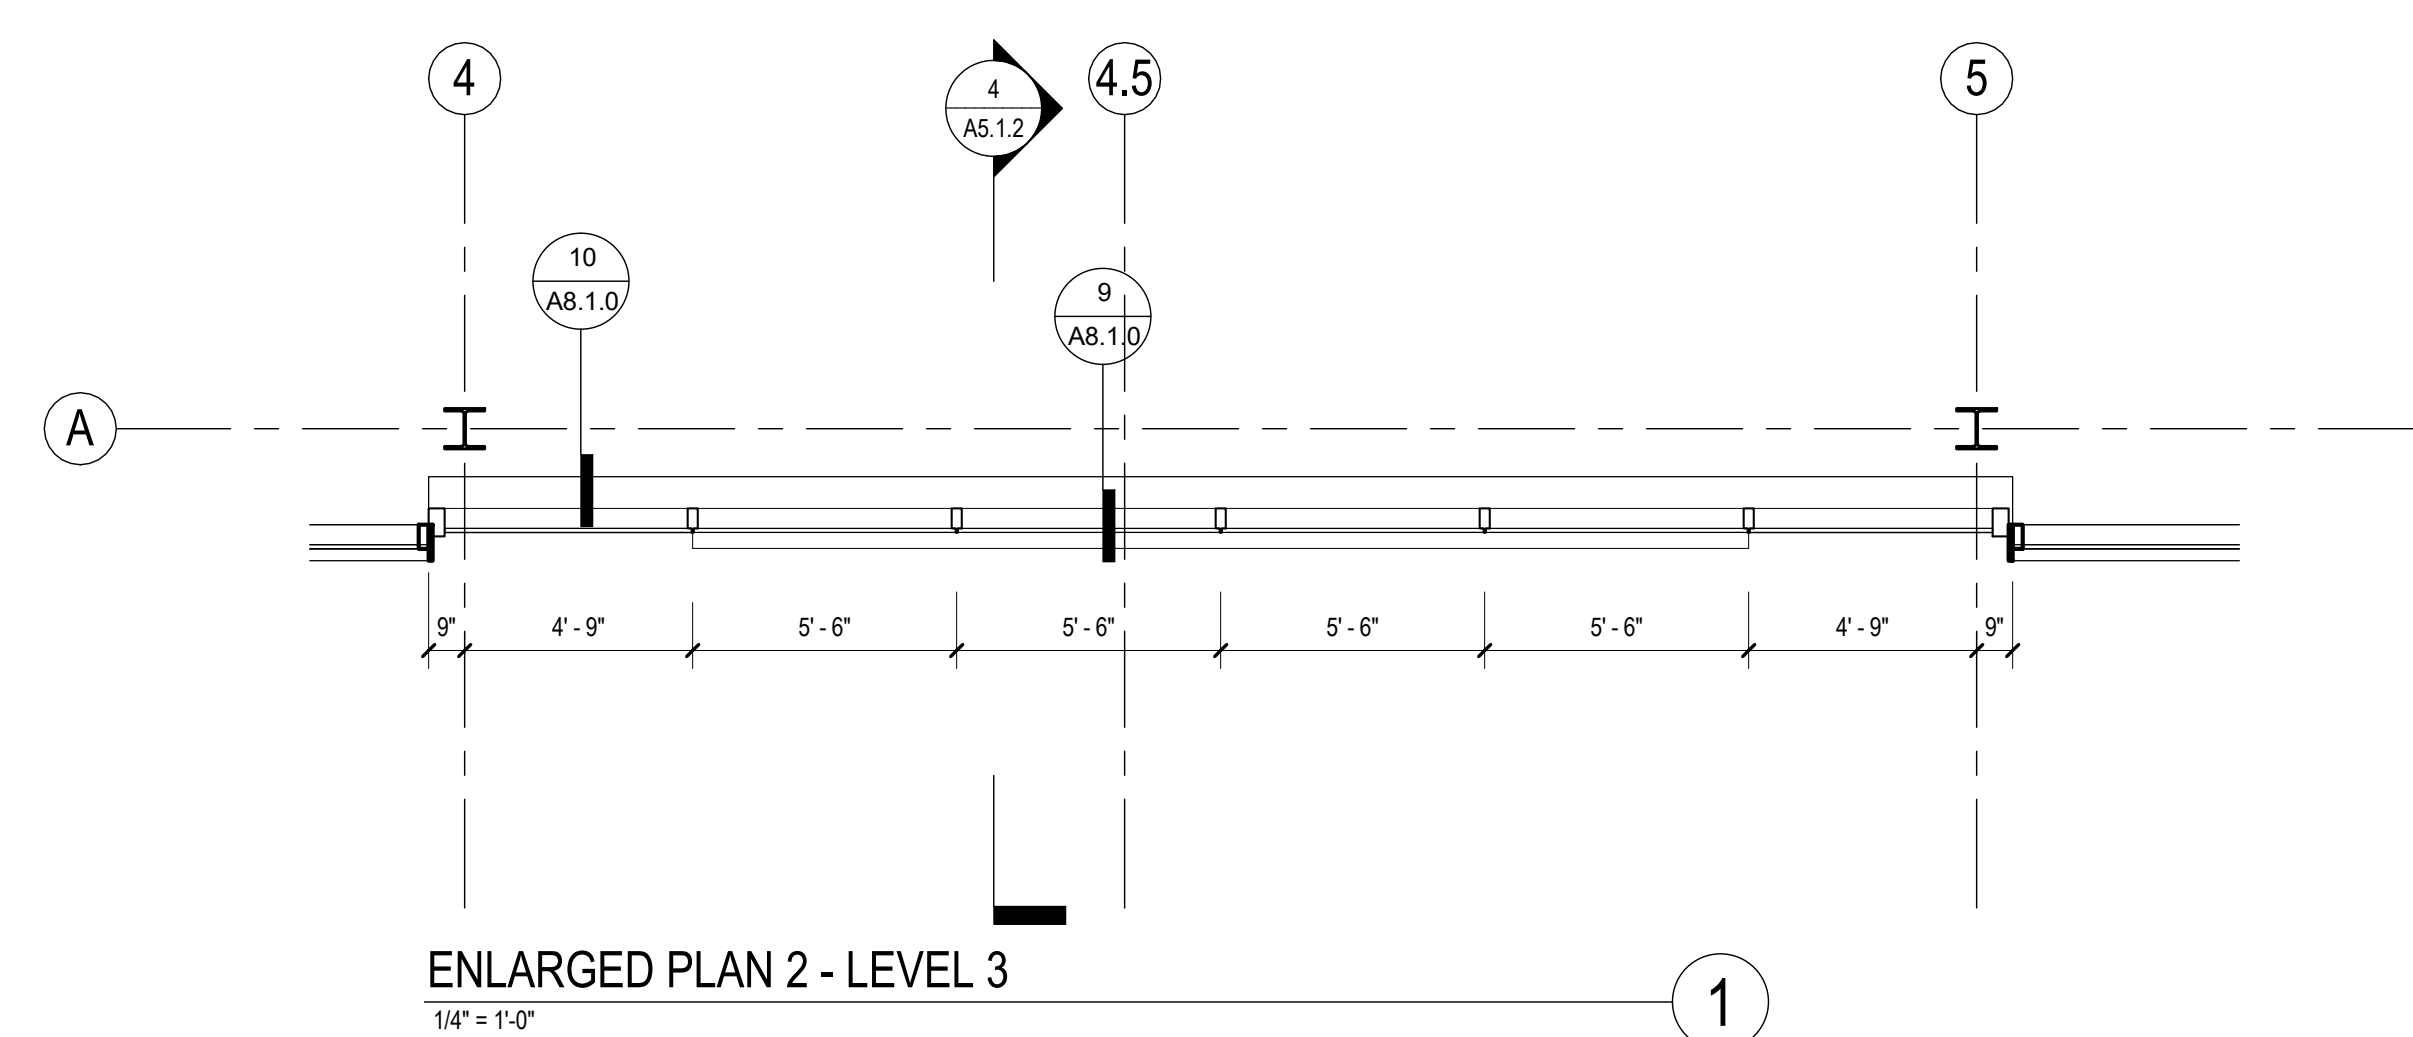 4
4.5
5
4
A5.1.2
10
A8.1.0
9
A8.1.0
A
9" 4' - 9" 5' - 6" 5' - 6" 5' - 6" 5' - 6" 4' - 9" 9"
ENLARGED PLAN 2 - LEVEL 3
1
1/4" = 1'-0"